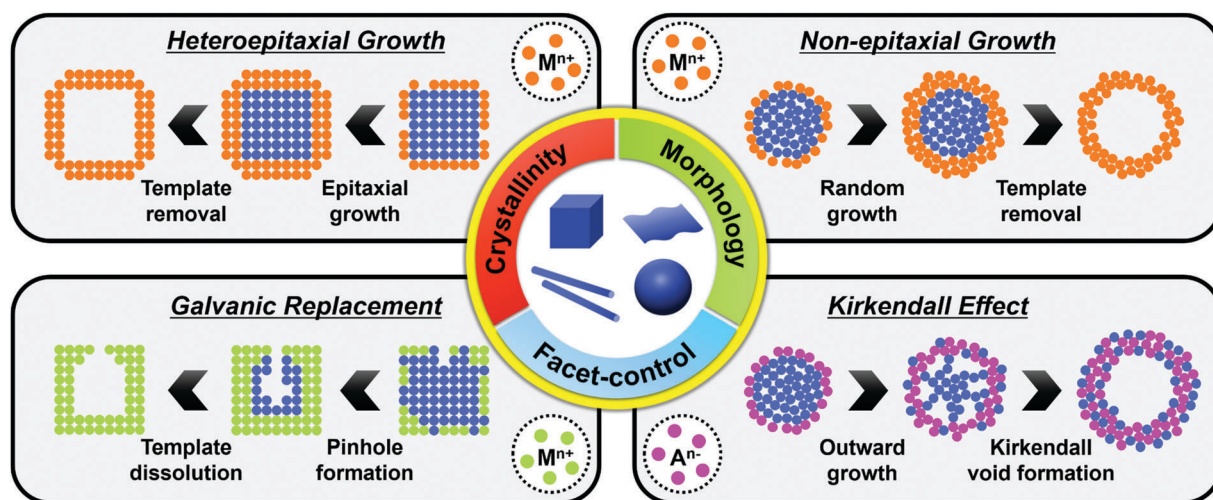 Heteroepitaxial Growth
Mⁿ⁺
Template
removal
Epitaxial
growth
Non-epitaxial Growth
Mⁿ⁺
Random
growth
Template
removal
Crystallinity
Morphology
Facet-control
Galvanic Replacement
Template
dissolution
Pinhole
formation
Mⁿ⁺
Kirkendall Effect
Aⁿ⁻
Outward
growth
Kirkendall
void formation